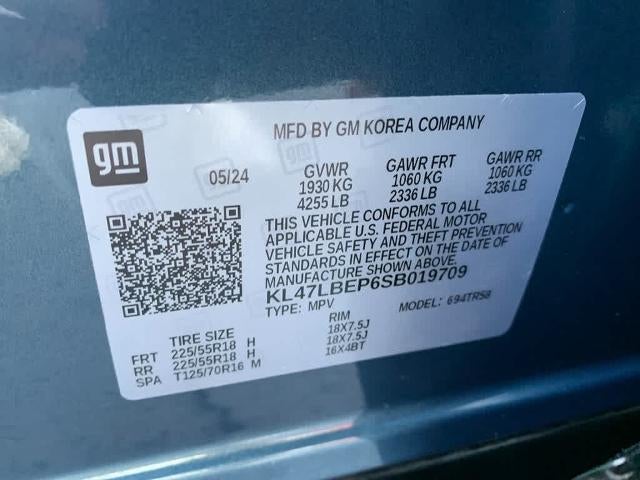 gm
MFD BY GM KOREA COMPANY
05/24
GVWR GAWR FRT GAWR RR
1930 KG 1060 KG 1060 KG
4255 LB 2336 LB 2336 LB
THIS VEHICLE CONFORMS TO ALL
APPLICABLE U.S. FEDERAL MOTOR
VEHICLE SAFETY AND THEFT PREVENTION
STANDARDS IN EFFECT ON THE DATE OF
MANUFACTURE SHOWN ABOVE.
KL47LBEP6SB019709
TYPE: MPV MODEL: 694TR58
TIRE SIZE RIM
FRT 225/55R18 H 18X7.5J
RR 225/55R18 H 18X7.5J
SPA T125/70R16 M 16X4BT